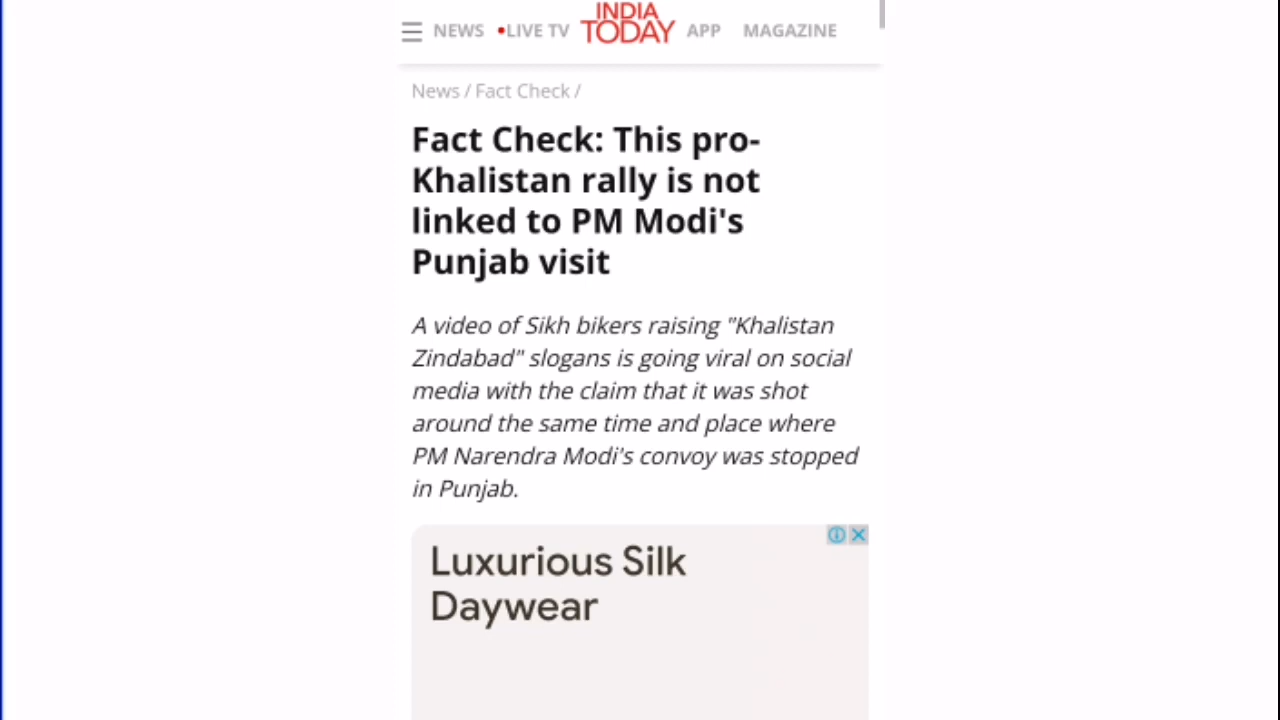 NEWS LIVE TV INDIA TODAY APP MAGAZINE
News / Fact Check /
Fact Check: This pro-
Khalistan rally is not
linked to PM Modi's
Punjab visit
A video of Sikh bikers raising "Khalistan
Zindabad" slogans is going viral on social
media with the claim that it was shot
around the same time and place where
PM Narendra Modi's convoy was stopped
in Punjab.
Luxurious Silk
Daywear